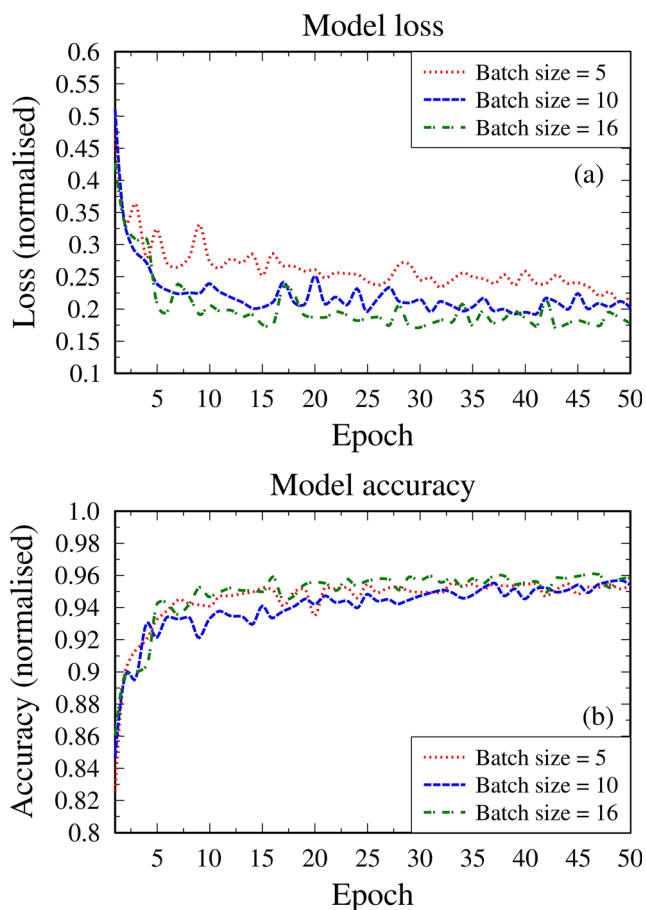 Model loss
0.6
0.55
0.5
0.45
0.4
0.35
0.3
0.25
0.2
0.15
0.1
Loss (normalised)
Batch size = 5
Batch size = 10
Batch size = 16
(a)
5 10 15 20 25 30 35 40 45 50
Epoch
Model accuracy
1.0
0.98
0.96
0.94
0.92
0.9
0.88
0.86
0.84
0.82
0.8
Accuracy (normalised)
(b)
Batch size = 5
Batch size = 10
Batch size = 16
5 10 15 20 25 30 35 40 45 50
Epoch